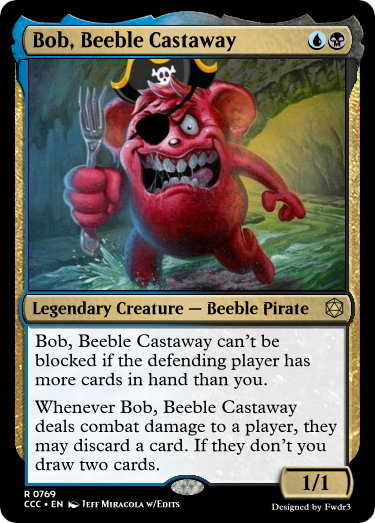 Bob, Beeble Castaway
Legendary Creature — Beeble Pirate
Bob, Beeble Castaway can't be
blocked if the defending player has
more cards in hand than you.
Whenever Bob, Beeble Castaway
deals combat damage to a player, they
may discard a card. If they don't you
draw two cards.
1/1
R 0769
CCC • EN Jeff Miracola w/Edits
Designed by Fwdr3